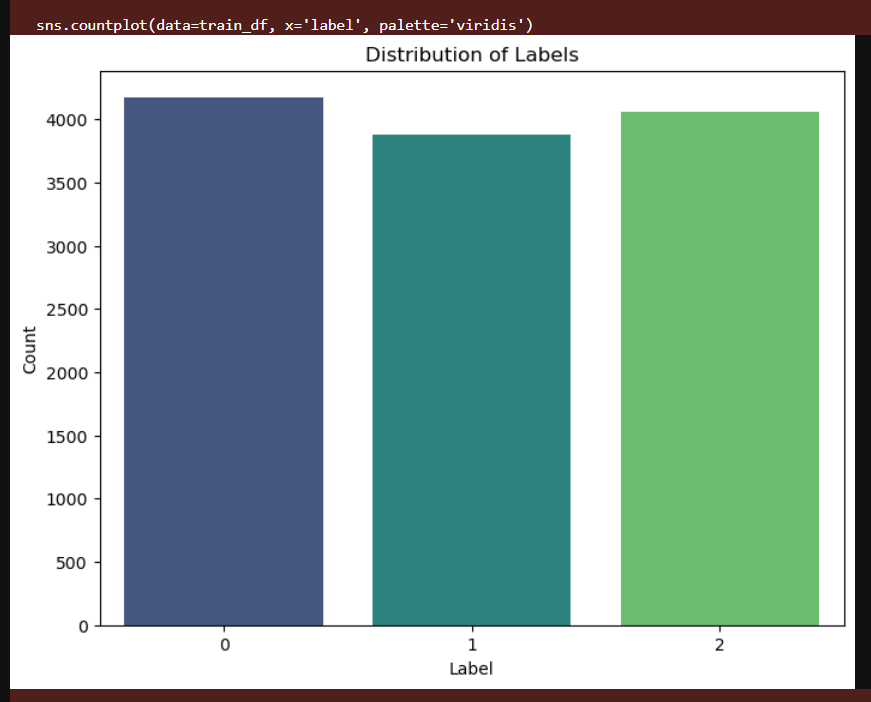 sns.countplot(data=train_df, x='label', palette='viridis')
Distribution of Labels
4000
3500
3000
2500
2000
1500
1000
500
0
Count
0 1 2
Label